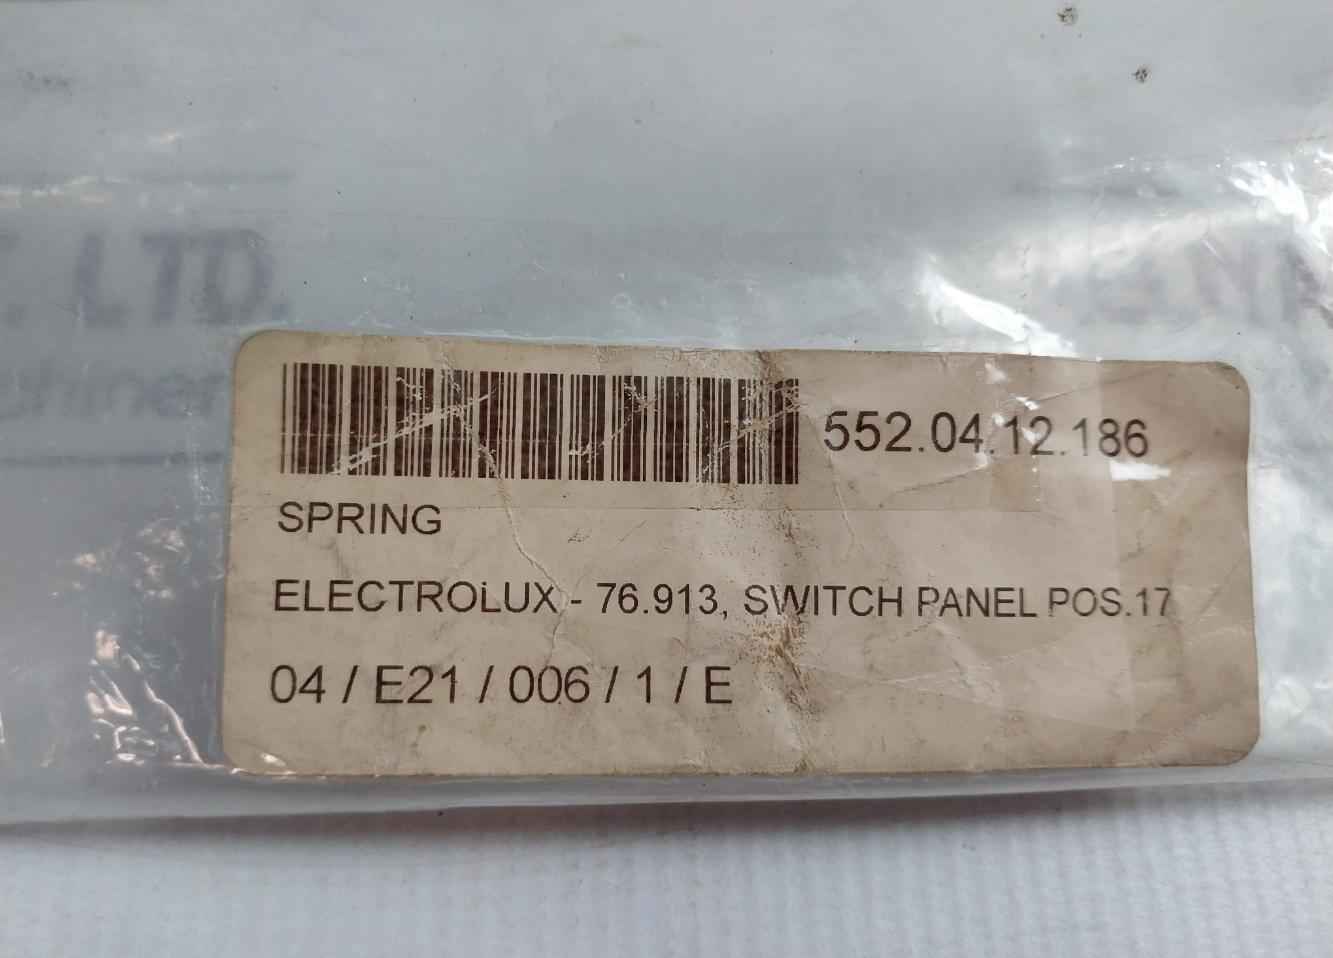 LTD.
552.04.12.186
SPRING
ELECTROLUX - 76.913, SWITCH PANEL POS.17
04 / E21 / 006 / 1 / E